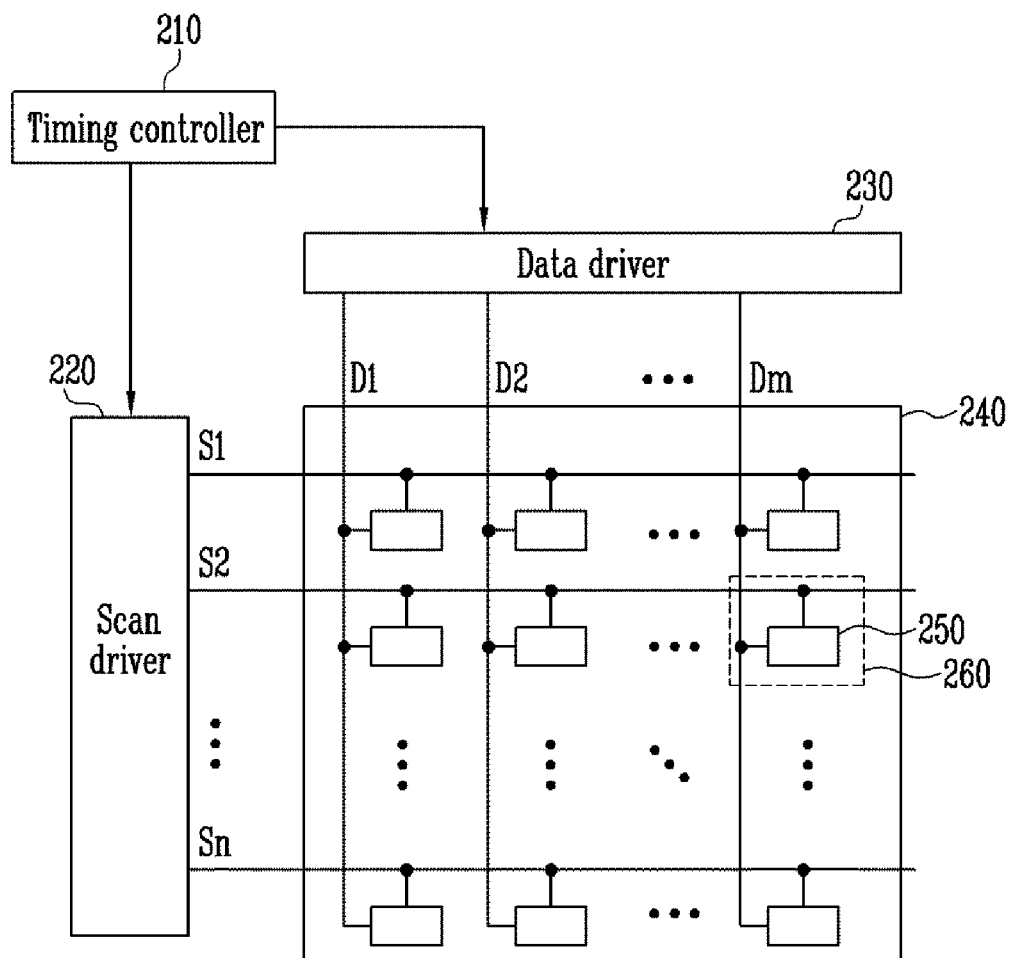 210
Timing controller
230
Data driver
220
D1
D2
Dm
240
S1
S2
Scan
driver
250
260
Sn